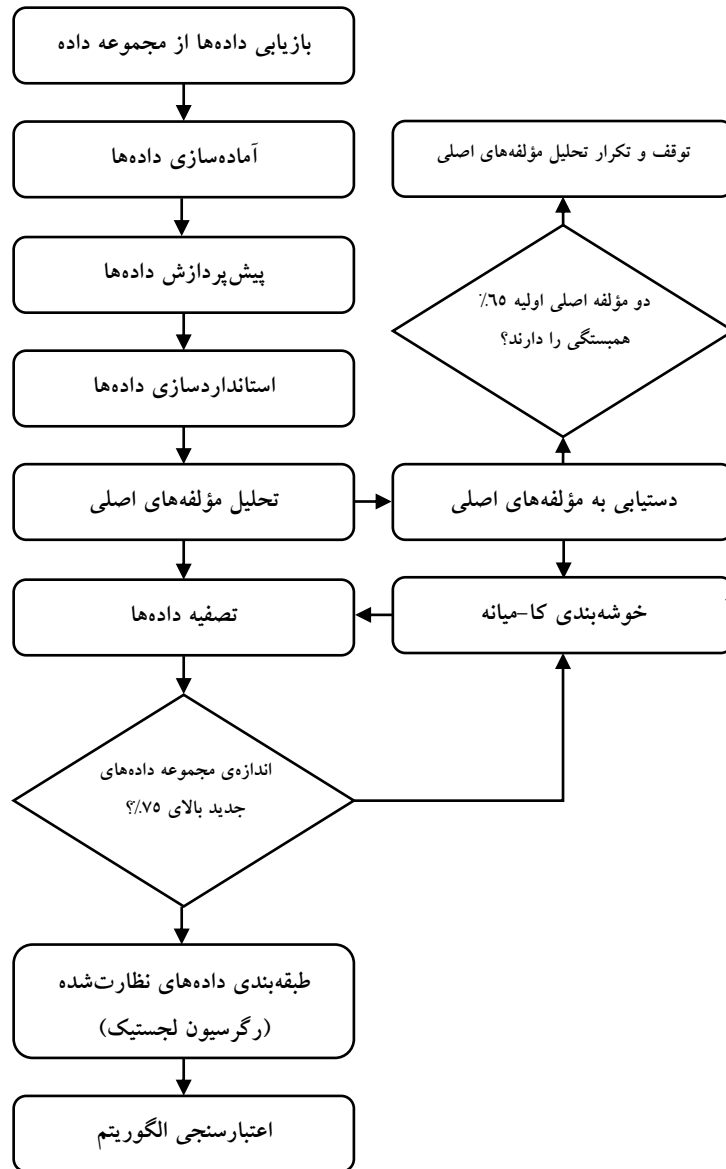 بازیابی داده‌ها از مجموعه داده
آماده‌سازی داده‌ها
پیش‌پردازش داده‌ها
استانداردسازی داده‌ها
تحلیل مؤلفه‌های اصلی
دستیابی به مؤلفه‌های اصلی
دو مؤلفه اصلی اولیه ٦٥٪
همبستگی را دارند؟
توقف و تکرار تحلیل مؤلفه‌های اصلی
خوشه‌بندی کا-میانه
تصفیه داده‌ها
اندازه‌ی مجموعه داده‌های
جدید بالای ٧٥٪؟
طبقه‌بندی داده‌های نظارت‌شده
(رگرسیون لجستیک)
اعتبارسنجی الگوریتم